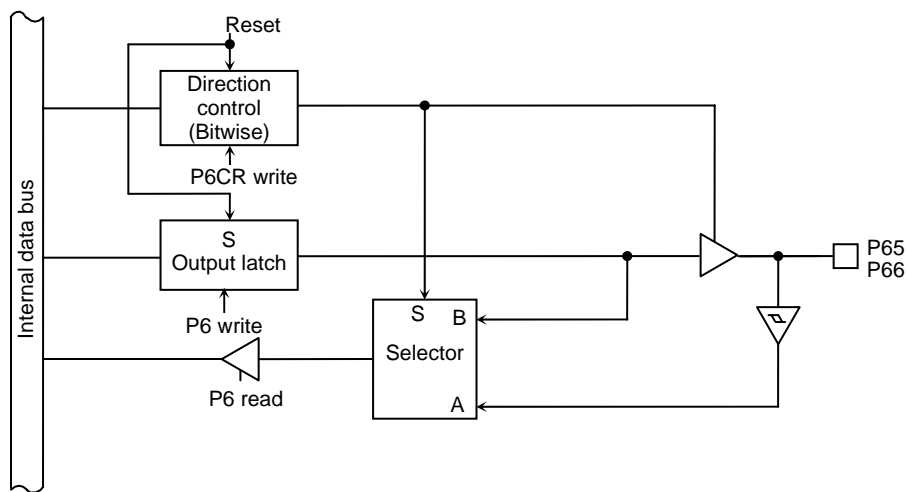 Reset
Direction
control
(Bitwise)
P6CR write
Internal data bus
S
Output latch
P65
P66
P6 write
S
B
Selector
A
P6 read